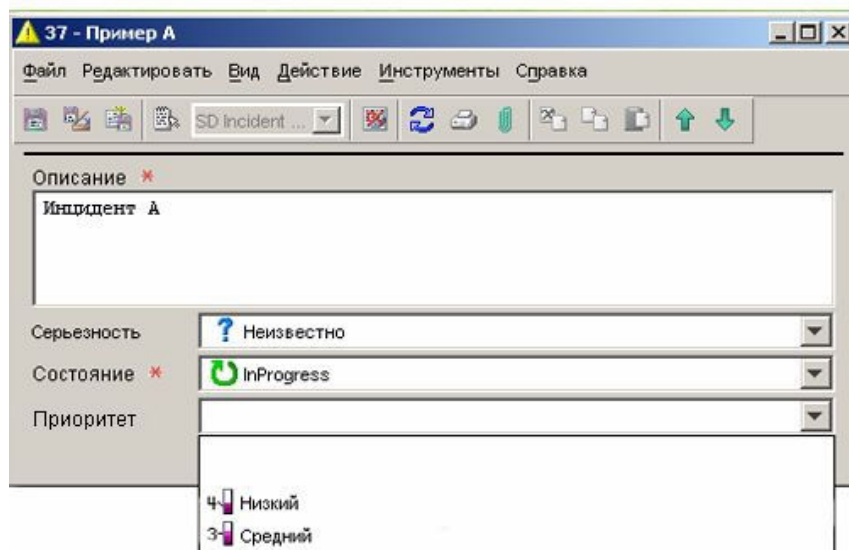 37 - Пример А
Файл Редактировать Вид Действие Инструменты Справка
SD Incident ...
Описание *
Инцидент А
Серьезность ? Неизвестно
Состояние * InProgress
Приоритет
4 Низкий
3 Средний